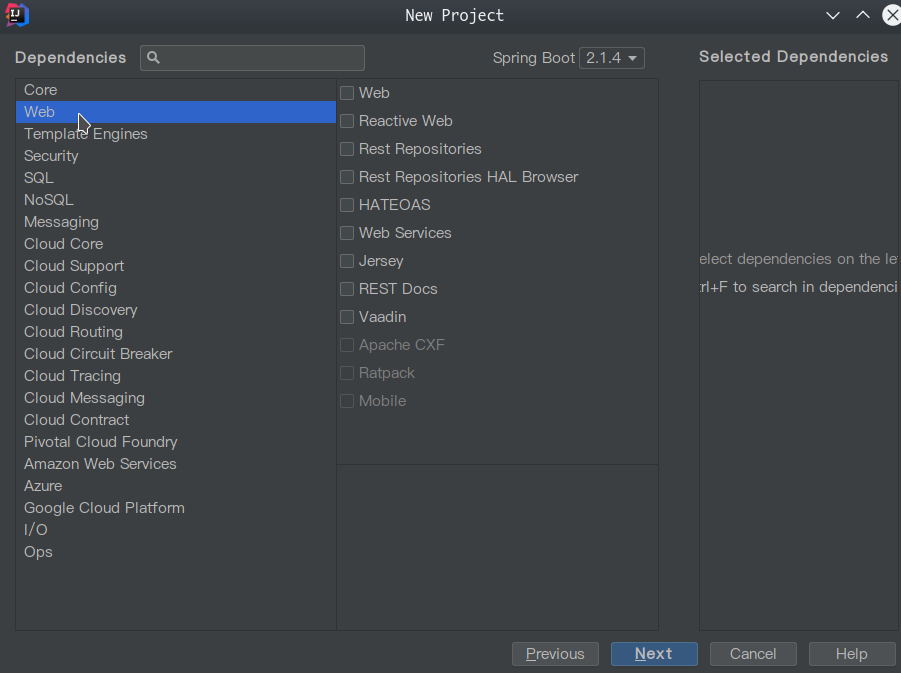 New Project
Dependencies
Spring Boot 2.1.4
Selected Dependencies
Core
Web
Template Engines
Security
SQL
NoSQL
Messaging
Cloud Core
Cloud Support
Cloud Config
Cloud Discovery
Cloud Routing
Cloud Circuit Breaker
Cloud Tracing
Cloud Messaging
Cloud Contract
Pivotal Cloud Foundry
Amazon Web Services
Azure
Google Cloud Platform
I/O
Ops
Web
Reactive Web
Rest Repositories
Rest Repositories HAL Browser
HATEOAS
Web Services
Jersey
REST Docs
Vaadin
Apache CXF
Ratpack
Mobile
elect dependencies on the le
rl+F to search in dependenci
Previous
Next
Cancel
Help